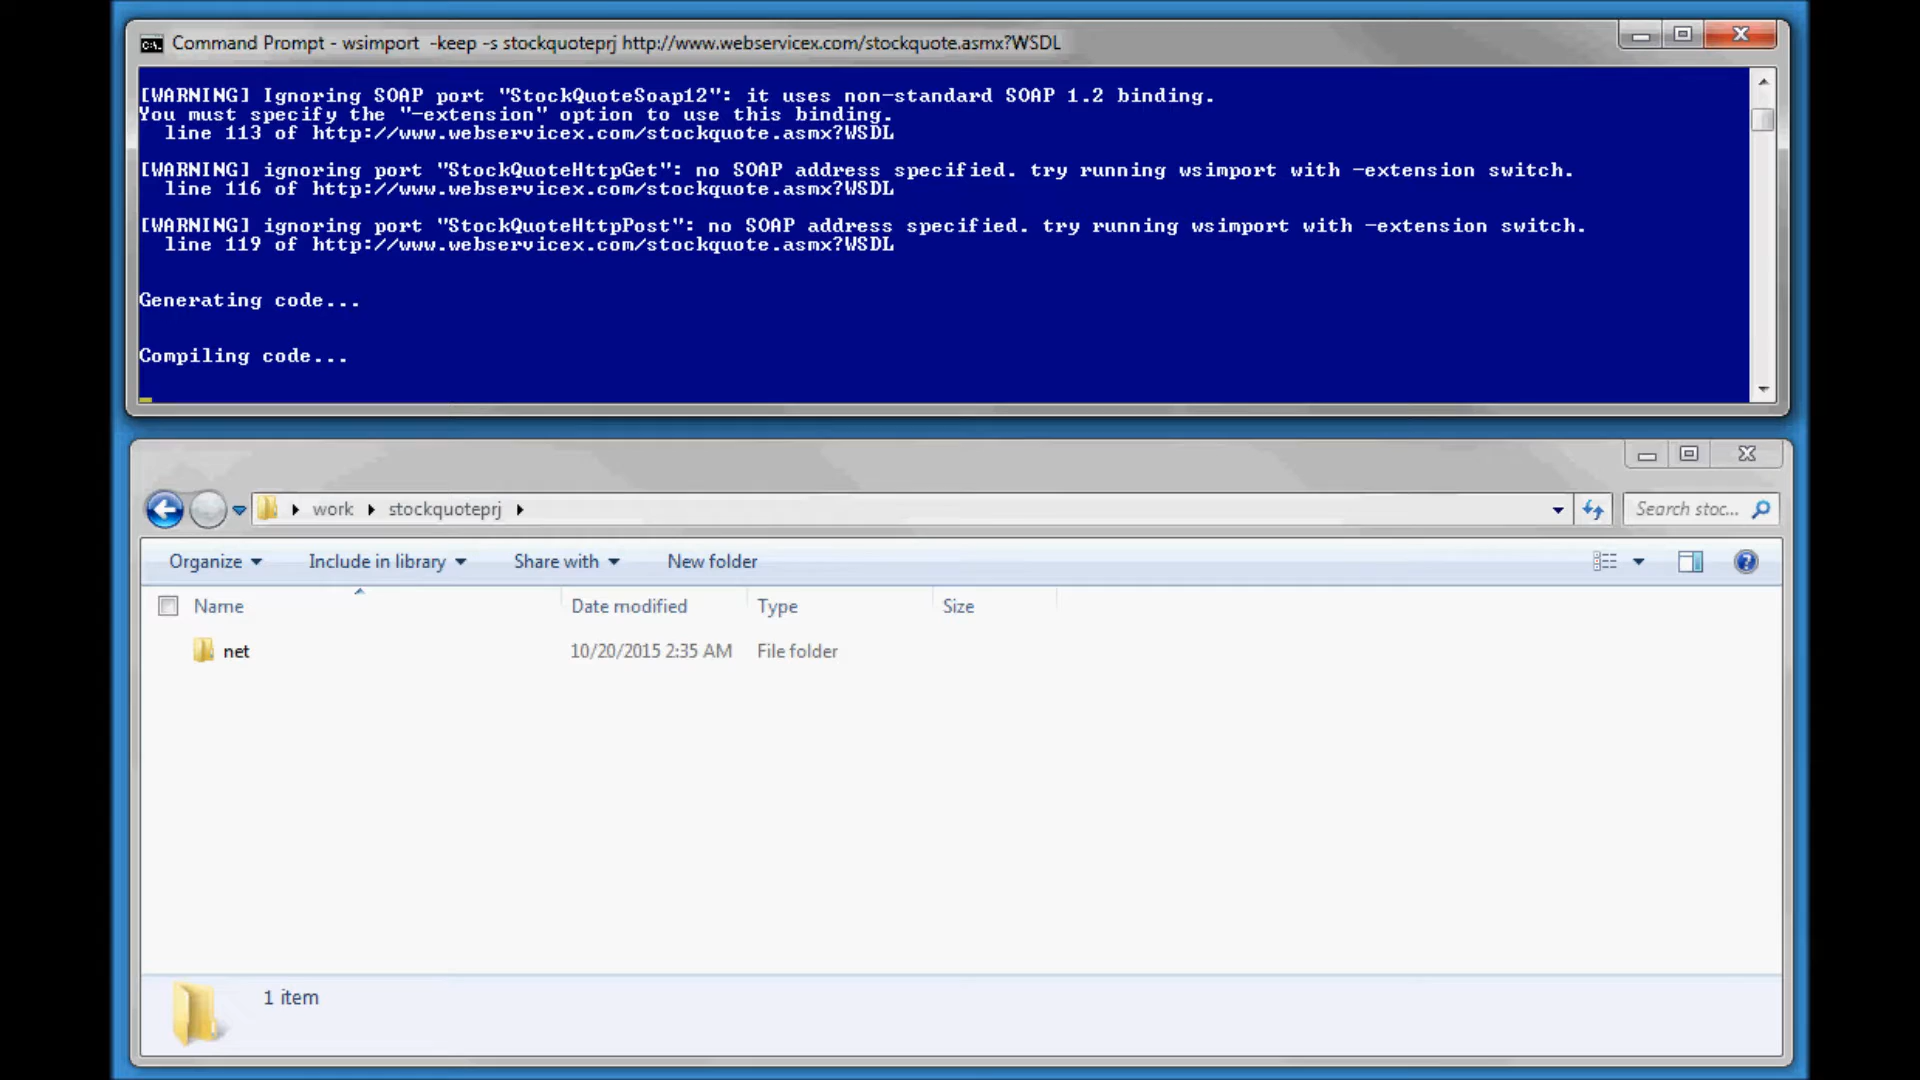 Command Prompt - wsimport  -keep -s stockquoteprj http://www.webservicex.com/stockquote.asmx?WSDL
[WARNING] Ignoring SOAP port "StockQuoteSoap12": it uses non-standard SOAP 1.2 binding.
You must specify the "-extension" option to use this binding.
line 113 of http://www.webservicex.com/stockquote.asmx?WSDL
[WARNING] ignoring port "StockQuoteHttpGet": no SOAP address specified. try running wsimport with -extension switch.
line 116 of http://www.webservicex.com/stockquote.asmx?WSDL
[WARNING] ignoring port "StockQuoteHttpPost": no SOAP address specified. try running wsimport with -extension switch.
line 119 of http://www.webservicex.com/stockquote.asmx?WSDL
Generating code...
Compiling code...
work stockquoteprj Search stoc...
Organize Include in library Share with New folder
Name Date modified Type Size
net 10/20/2015 2:35 AM File folder
1 item